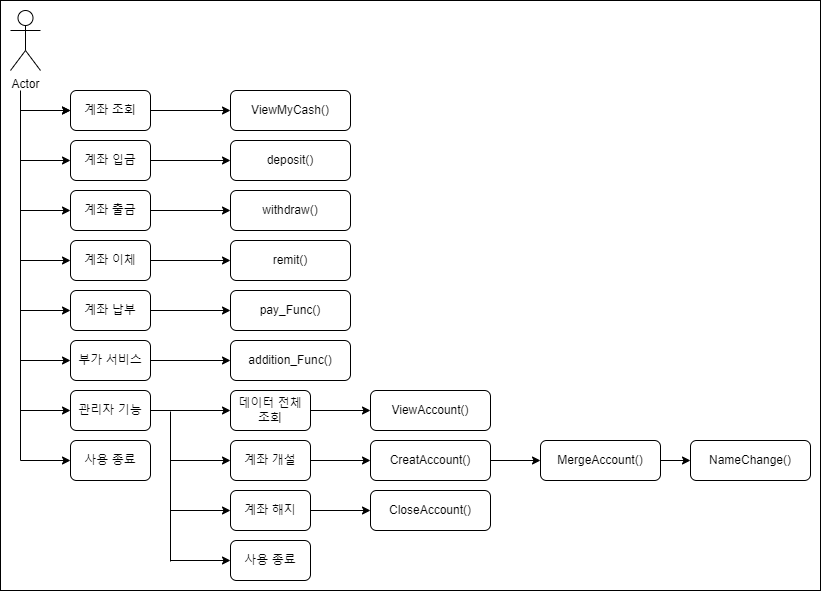 Actor
계좌 조회
ViewMyCash()
계좌 입금
deposit()
계좌 출금
withdraw()
계좌 이체
remit()
계좌 납부
pay_Func()
부가 서비스
addition_Func()
관리자 기능
데이터 전체
조회
ViewAccount()
사용 종료
계좌 개설
CreatAccount()
MergeAccount()
NameChange()
계좌 해지
CloseAccount()
사용 종료